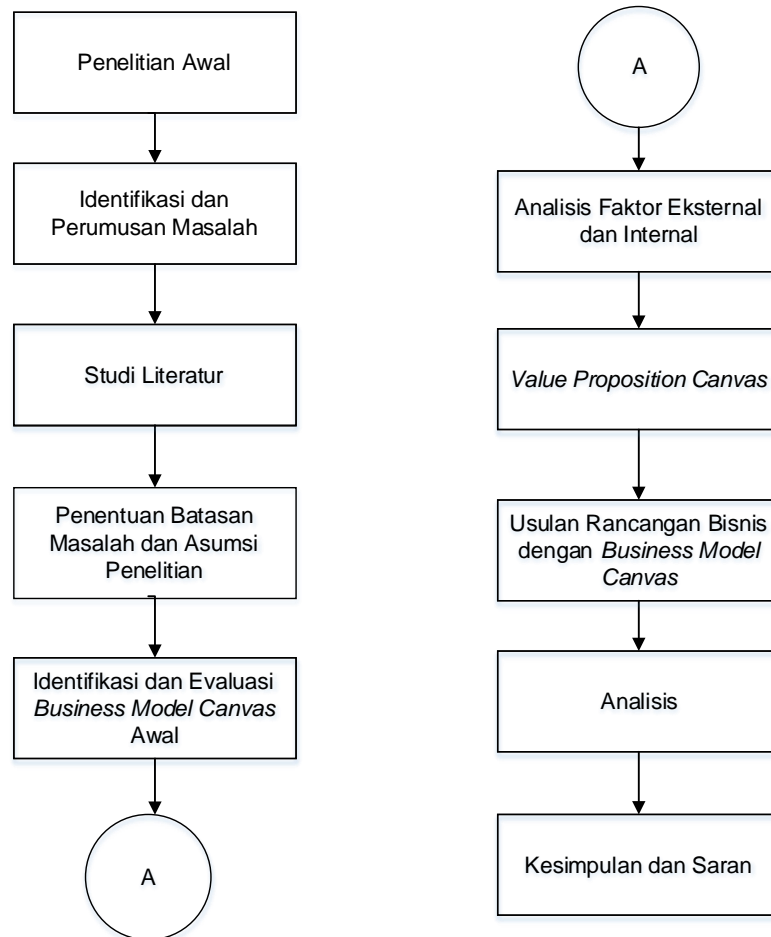 Penelitian Awal
Identifikasi dan
Perumusan Masalah
Studi Literatur
Penentuan Batasan
Masalah dan Asumsi
Penelitian
Identifikasi dan Evaluasi
Business Model Canvas
Awal
A
A
Analisis Faktor Eksternal
dan Internal
Value Proposition Canvas
Usulan Rancangan Bisnis
dengan Business Model
Canvas
Analisis
Kesimpulan dan Saran